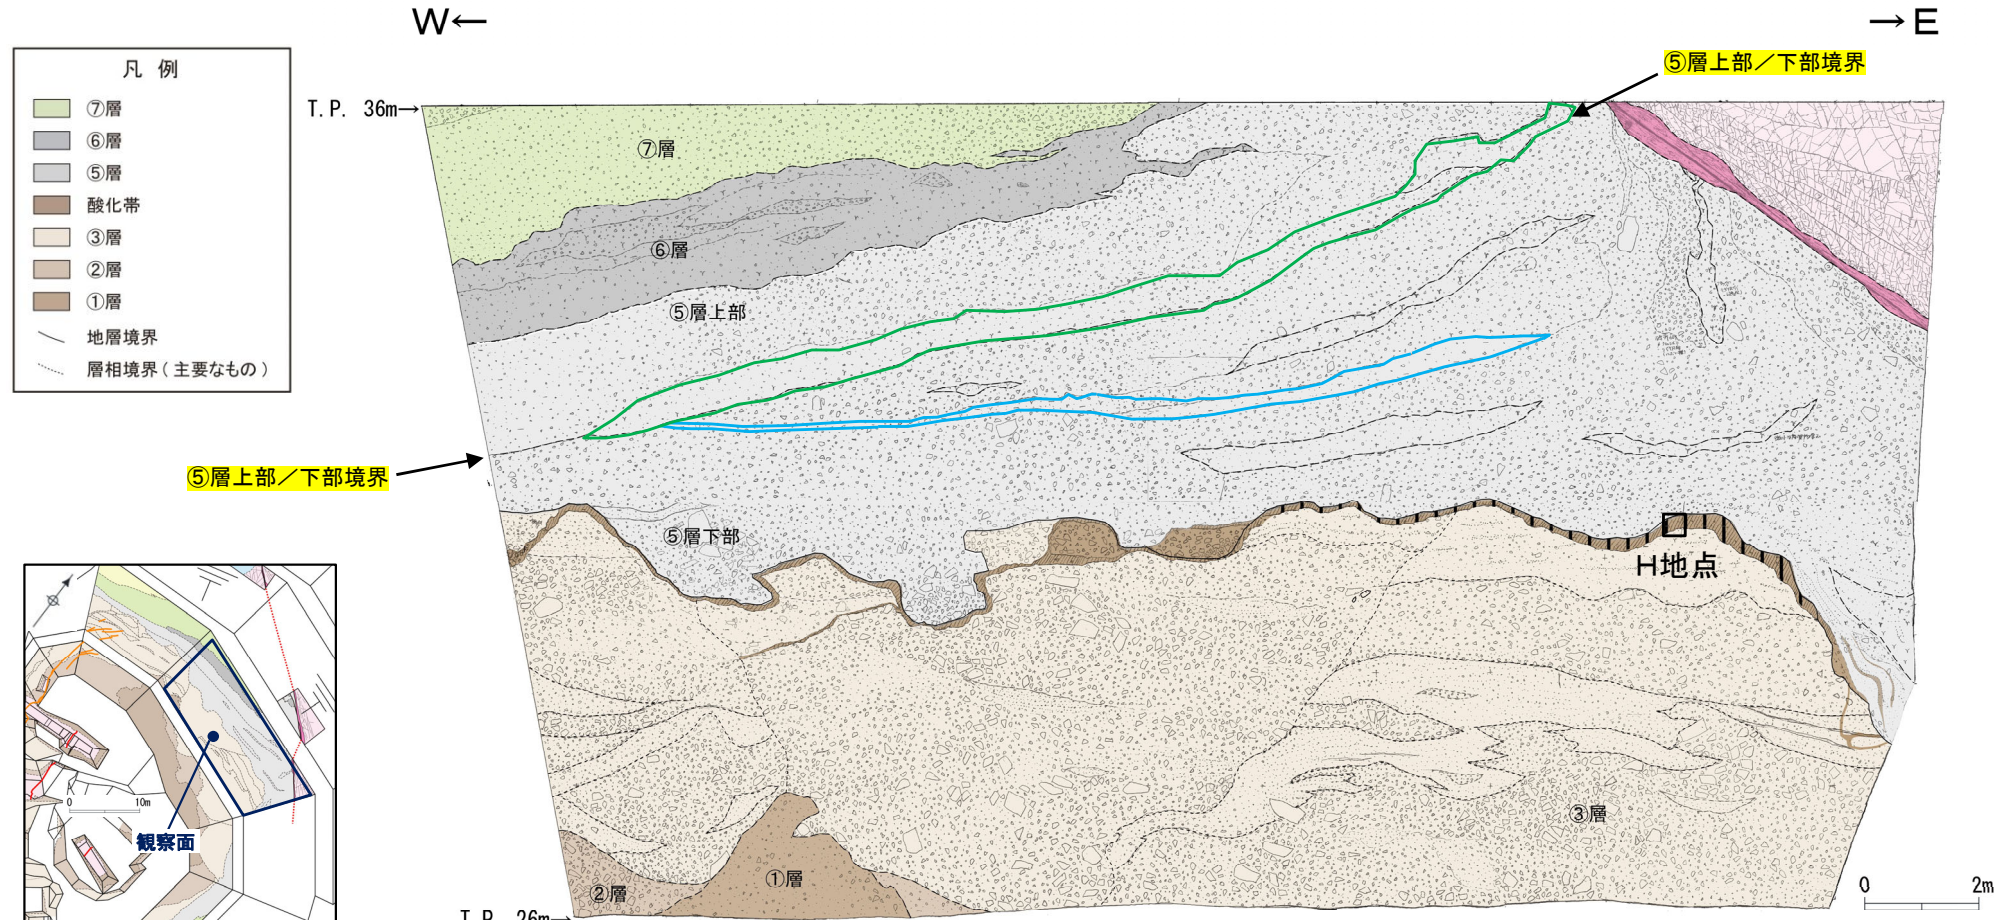 W← →E
⑤層上部／下部境界
凡 例
⑦層
⑥層
⑤層
酸化帯
③層
②層
①層
地層境界
層相境界（主要なもの）
T.P. 36m→
⑦層
⑥層
⑤層上部
⑤層上部／下部境界
⑤層下部
H地点
③層
①層
②層
T.P. 26m→
0 2m
0 10m
観察面